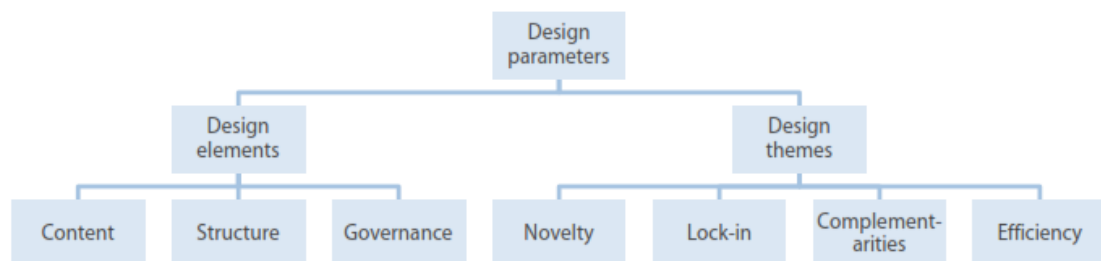 Design
parameters
Design
elements
Design
themes
Content
Structure
Governance
Novelty
Lock-in
Complement-
arities
Efficiency